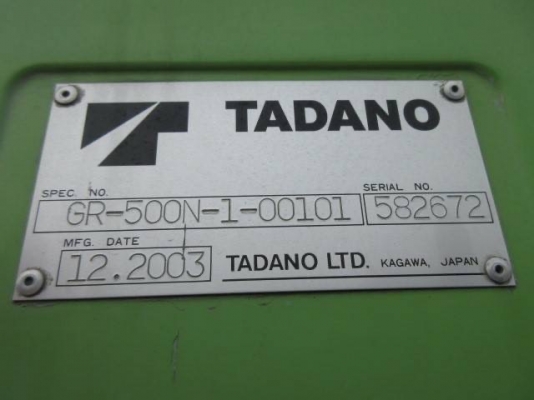 TADANO
SPEC. NO. SERIAL NO.
GR-500N-1-00101 582672
MFG. DATE
12.2003 TADANO LTD. KAGAWA, JAPAN